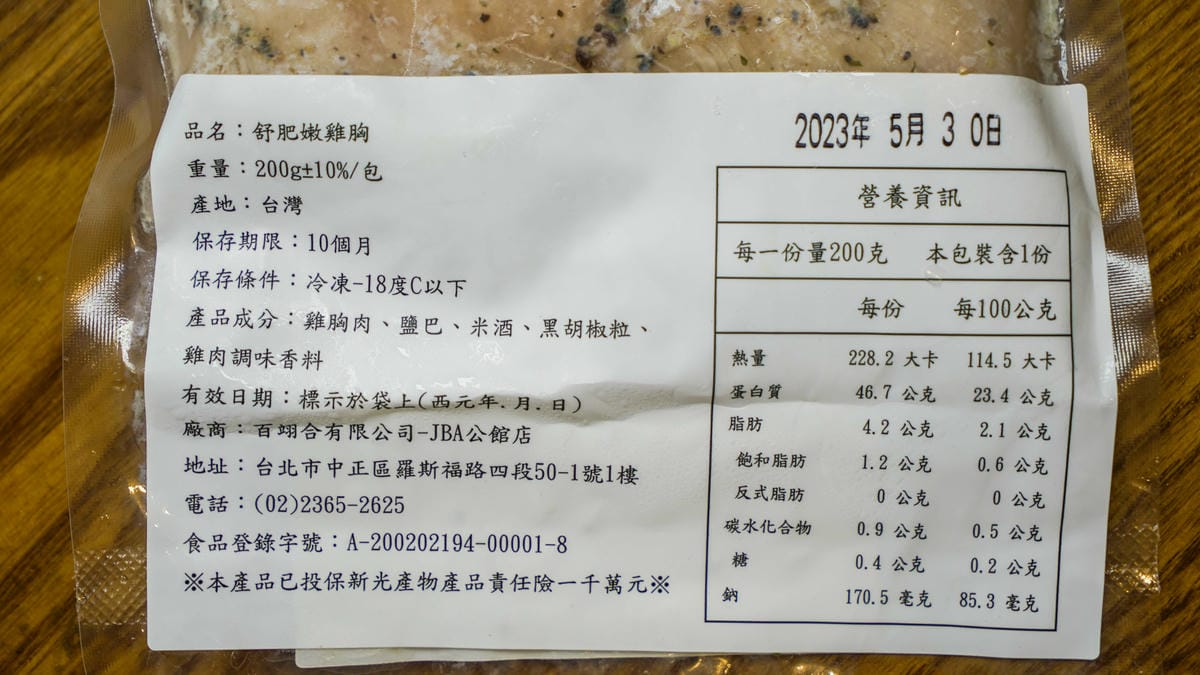 品名：舒肥嫩雞胸
重量：200g±10%/包
產地：台灣
保存期限：10個月
保存條件：冷凍-18度C以下
產品成分：雞胸肉、鹽巴、米酒、黑胡椒粒、
雞肉調味香料
有效日期：標示於袋上(西元年.月.日)
廠商：百翊合有限公司-JBA公館店
地址：台北市中正區羅斯福路四段50-1號1樓
電話：(02)2365-2625
食品登錄字號：A-200202194-00001-8
※本產品已投保新光產物產品責任險一千萬元※
2023年 5月 3 0日
營養資訊
每一份量200克 本包裝含1份
每份 每100公克
熱量 228.2 大卡 114.5 大卡
蛋白質 46.7 公克 23.4 公克
脂肪 4.2 公克 2.1 公克
飽和脂肪 1.2 公克 0.6 公克
反式脂肪 0 公克 0 公克
碳水化合物 0.9 公克 0.5 公克
糖 0.4 公克 0.2 公克
鈉 170.5 毫克 85.3 毫克